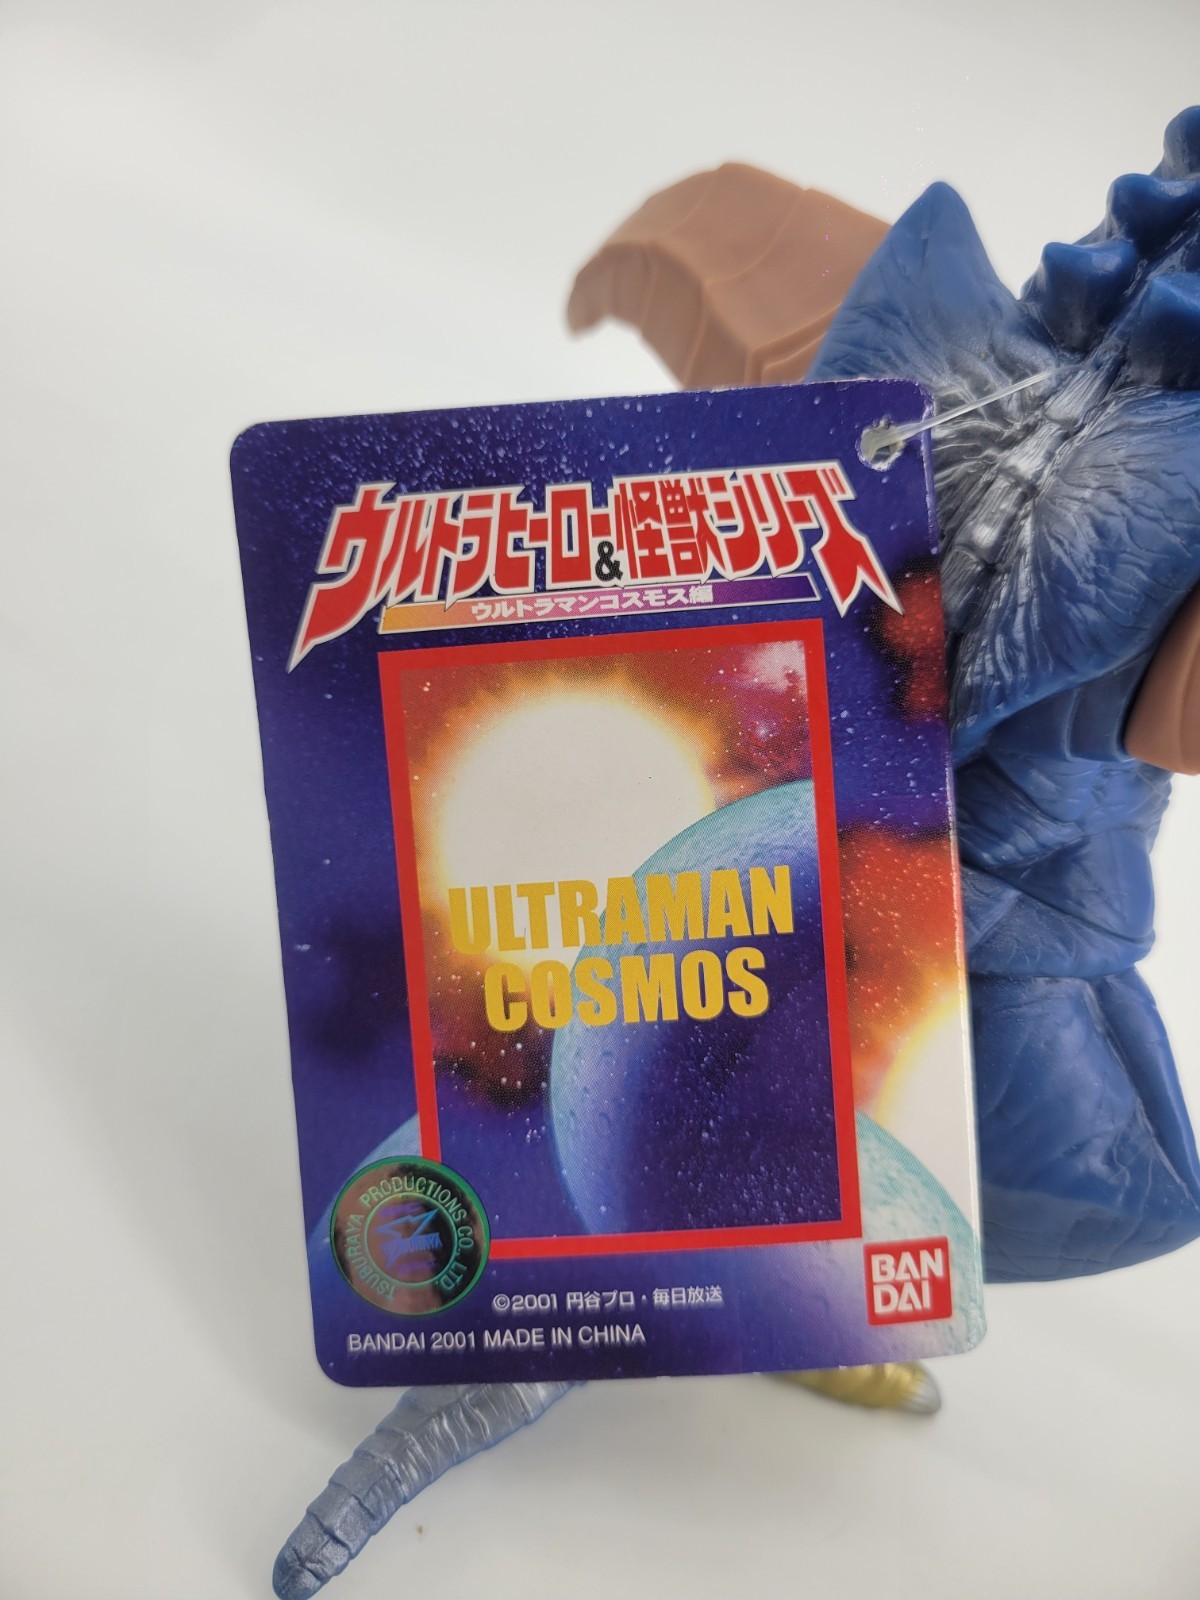 ウルトラヒーロー&怪獣シリーズ
ウルトラマンコスモス編
ULTRAMAN
COSMOS
TSUBURAYA PRODUCTIONS CO., LTD.
©2001 円谷プロ・毎日放送
BANDAI 2001 MADE IN CHINA
BAN
DAI